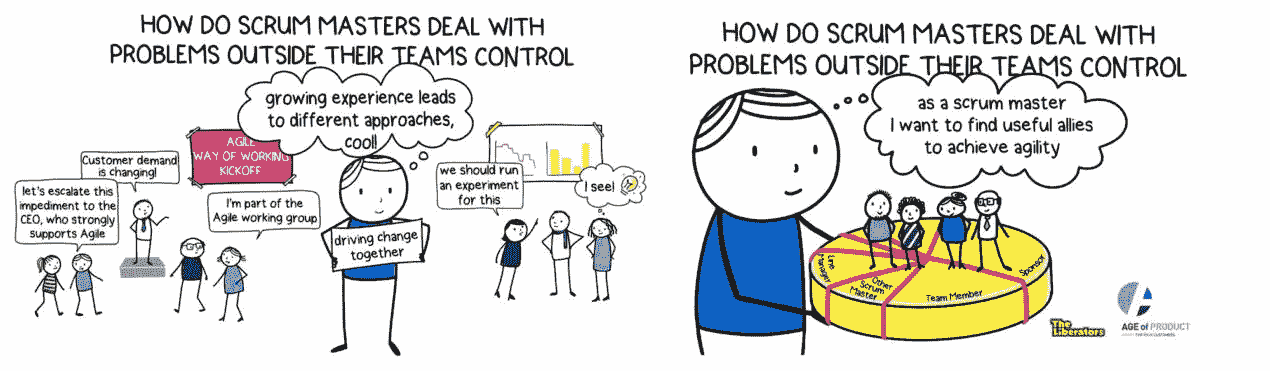 HOW DO SCRUM MASTERS DEAL WITH
PROBLEMS OUTSIDE THEIR TEAMS CONTROL
growing experience leads
to different approaches,
cool!
AGILE
WAY OF WORKING
KICKOFF
Customer demand
is changing!
let's escalate this
impediment to the
CEO, who strongly
supports Agile
I'm part of the
Agile working group
driving change
together
we should run
an experiment
for this
I see!
HOW DO SCRUM MASTERS DEAL WITH
PROBLEMS OUTSIDE THEIR TEAMS CONTROL
as a scrum master
I want to find useful allies
to achieve agility
Line
Manager
Other
Scrum
Master
Team Member
Sponsor
The
Liberators
AGE of PRODUCT